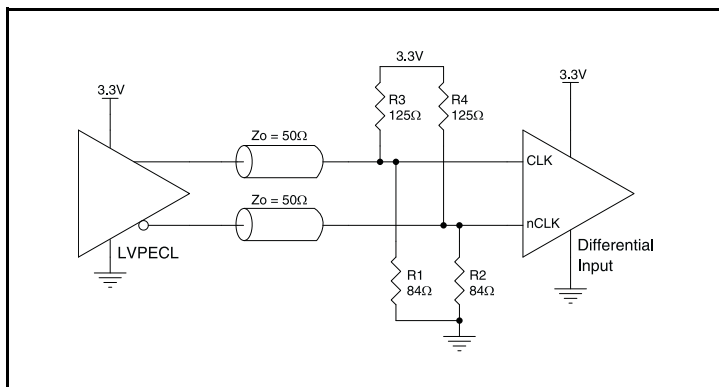 3.3V
R3
125Ω
R4
125Ω
3.3V
3.3V
Zo = 50Ω
CLK
Zo = 50Ω
nCLK
LVPECL
Differential
Input
R1
84Ω
R2
84Ω